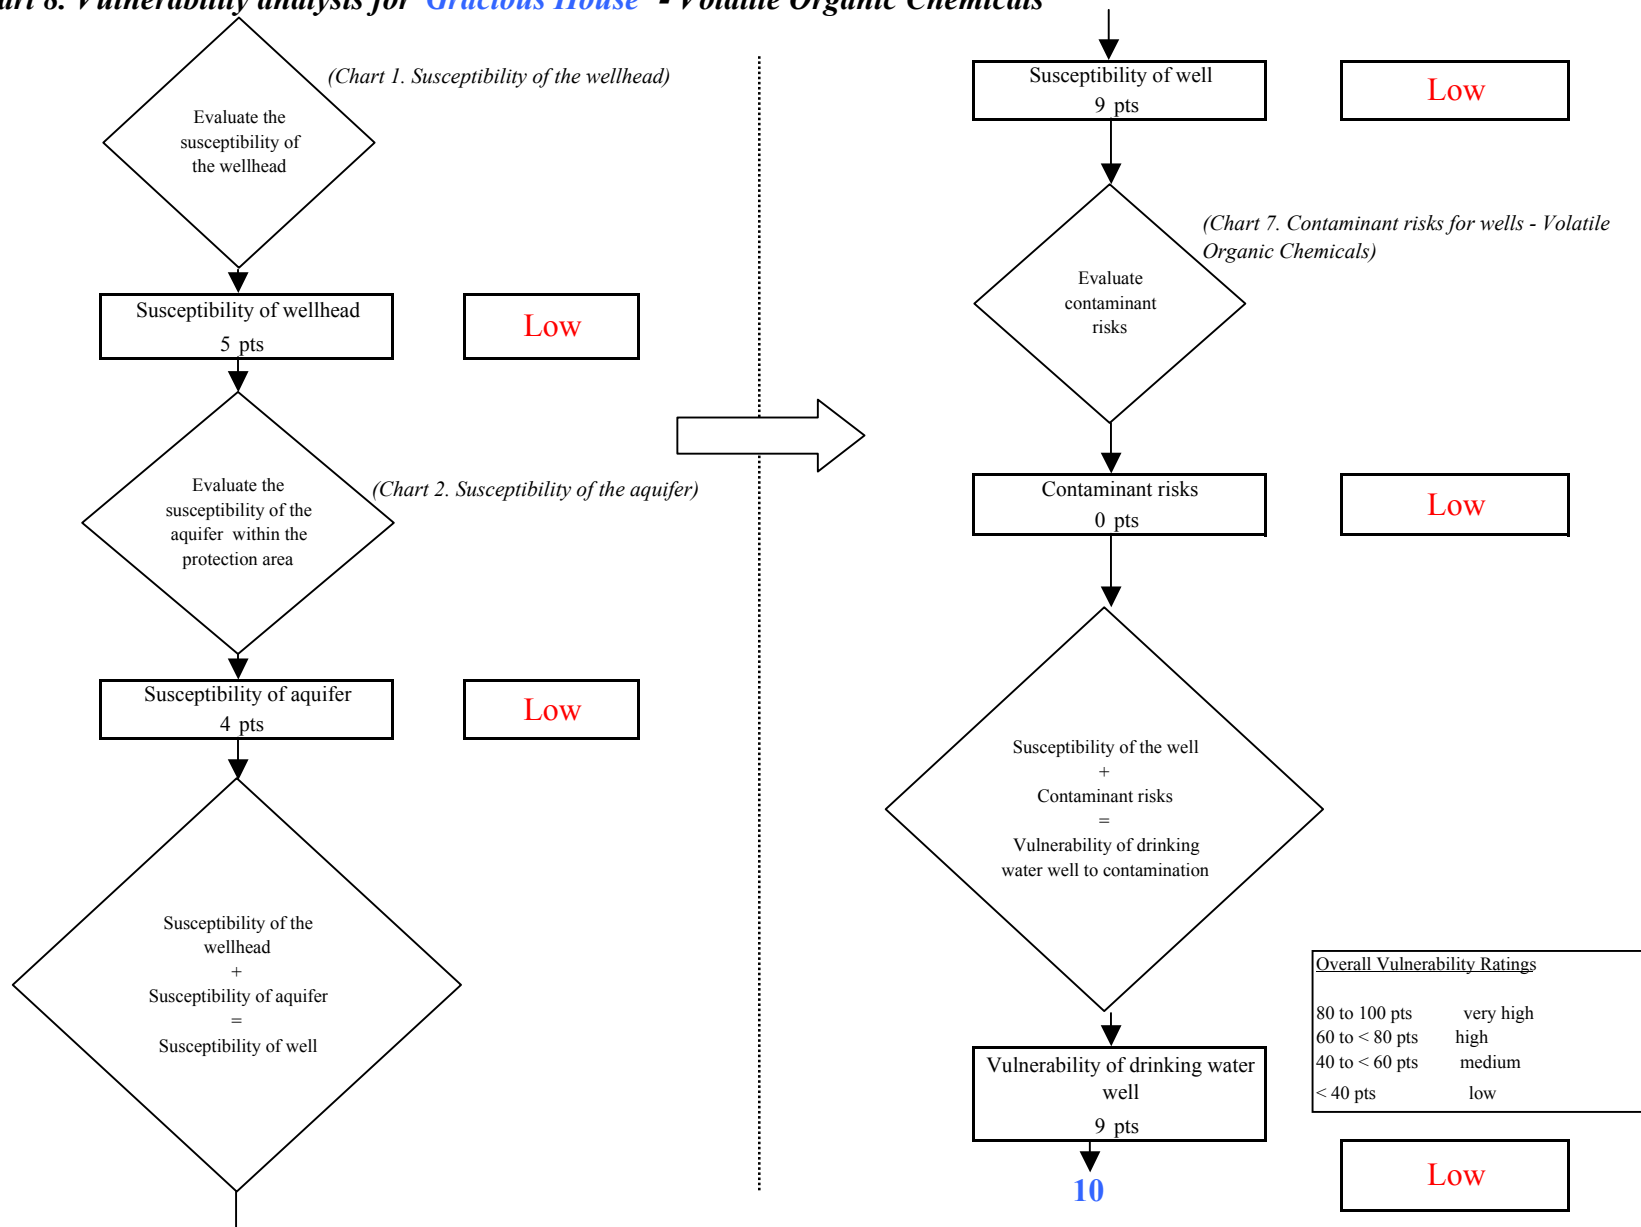 art 8. Vulnerability analysis for 'Gracious House' - Volatile Organic Chemicals
(Chart 1. Susceptibility of the wellhead)
Evaluate the
susceptibility of
the wellhead
Susceptibility of wellhead
5 pts
Low
Evaluate the
susceptibility of the
aquifer within the
protection area
(Chart 2. Susceptibility of the aquifer)
Susceptibility of aquifer
4 pts
Low
Susceptibility of the
wellhead
+
Susceptibility of aquifer
=
Susceptibility of well
Susceptibility of well
9 pts
Low
(Chart 7. Contaminant risks for wells - Volatile
Organic Chemicals)
Evaluate
contaminant
risks
Contaminant risks
0 pts
Low
Susceptibility of the well
+
Contaminant risks
=
Vulnerability of drinking
water well to contamination
Overall Vulnerability Ratings
80 to 100 pts very high
60 to < 80 pts high
40 to < 60 pts medium
< 40 pts low
Vulnerability of drinking water
well
9 pts
10
Low